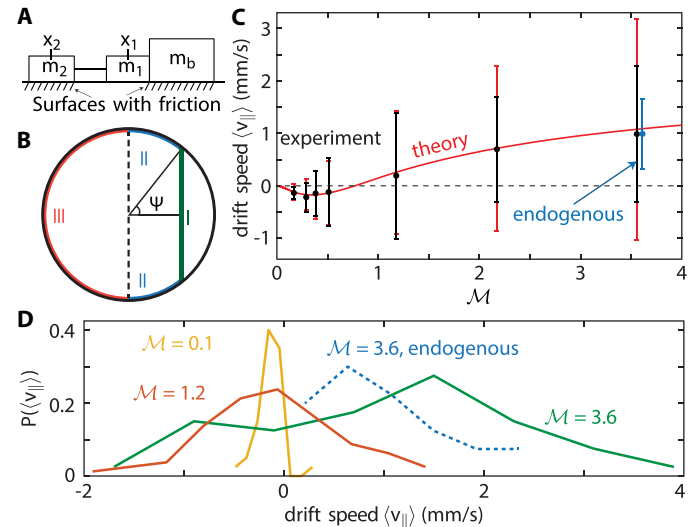 A
x₂ x₁
m₂ m₁ m_b
Surfaces with friction
B
II
Ψ
III I
II
C
drift speed ⟨v∥⟩ (mm/s)
3
2
1
0
-1
experiment
theory
endogenous
0 1 2 3 4
ℳ
D
P(⟨v∥⟩)
0.4
0.2
0
ℳ = 0.1
ℳ = 3.6, endogenous
ℳ = 1.2
ℳ = 3.6
-2 0 2 4
drift speed ⟨v∥⟩ (mm/s)